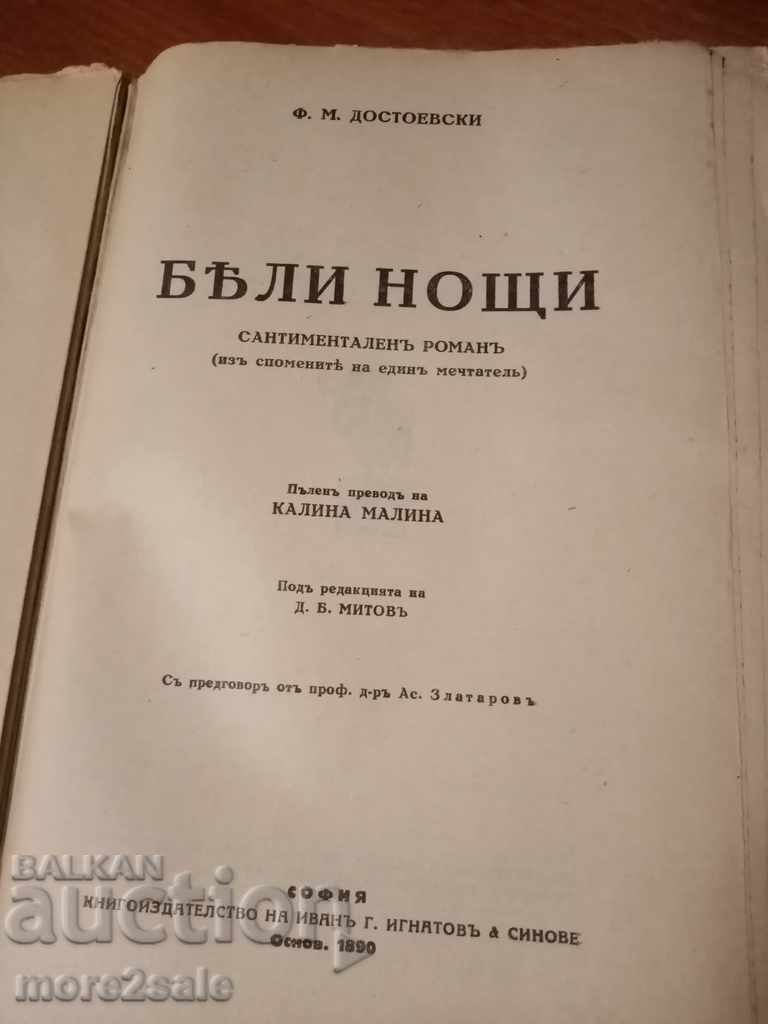 Ф. М. ДОСТОЕВСКИ
БѢЛИ НОЩИ
САНТИМЕНТАЛЕНЪ РОМАНЪ
(изъ спомените на единъ мечтатель)
Пъленъ преводъ на
КАЛИНА МАЛИНА
Подъ редакцията на
Д. Б. МИТОВЪ
Съ предговоръ отъ проф. д-ръ Ас. Златаровъ
СОФИЯ
КНИГОИЗДАТЕЛСТВО НА ИВАНЪ Г. ИГНАТОВЪ & СИНОВЕ
Основ. 1890
BALKAN
auction
more2sale